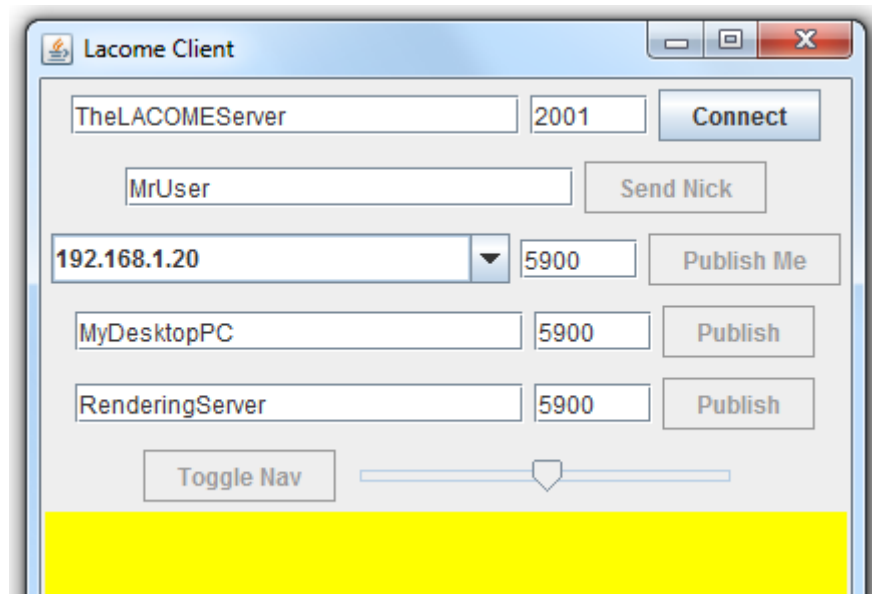 Lacome Client
TheLACOMEServer 2001 Connect
MrUser Send Nick
192.168.1.20 5900 Publish Me
MyDesktopPC 5900 Publish
RenderingServer 5900 Publish
Toggle Nav